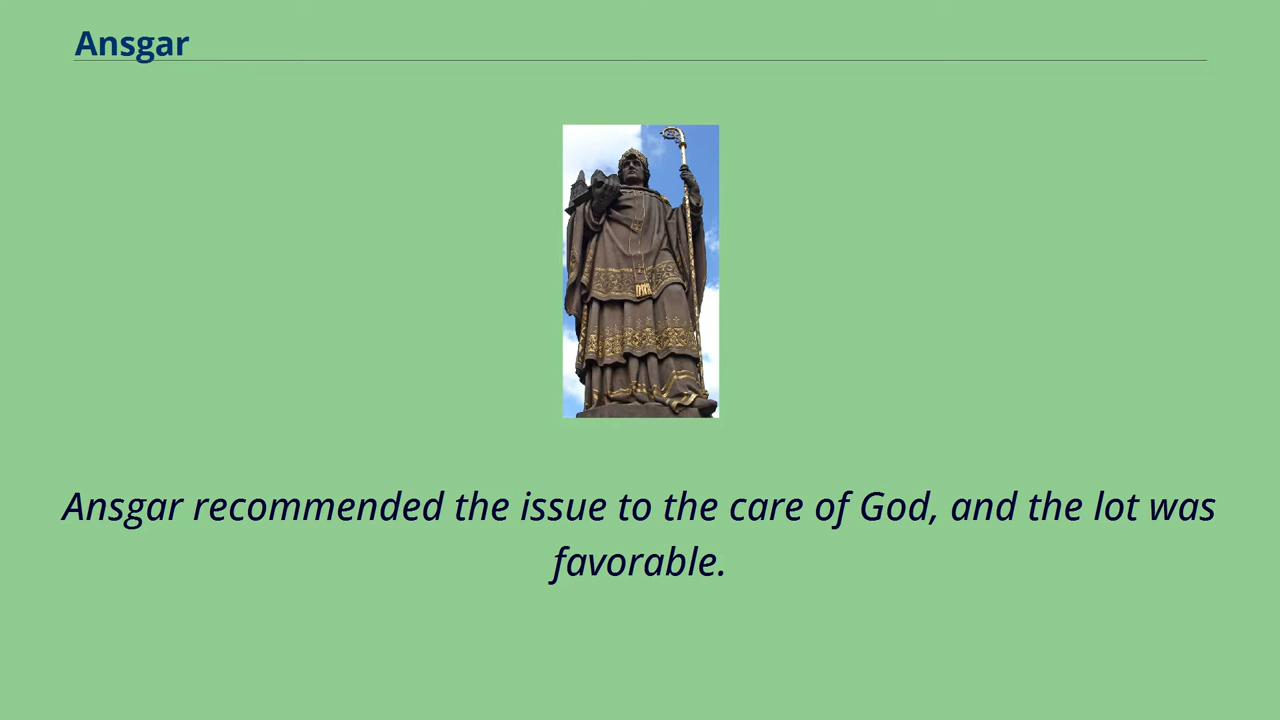 Ansgar
Ansgar recommended the issue to the care of God, and the lot was
favorable.